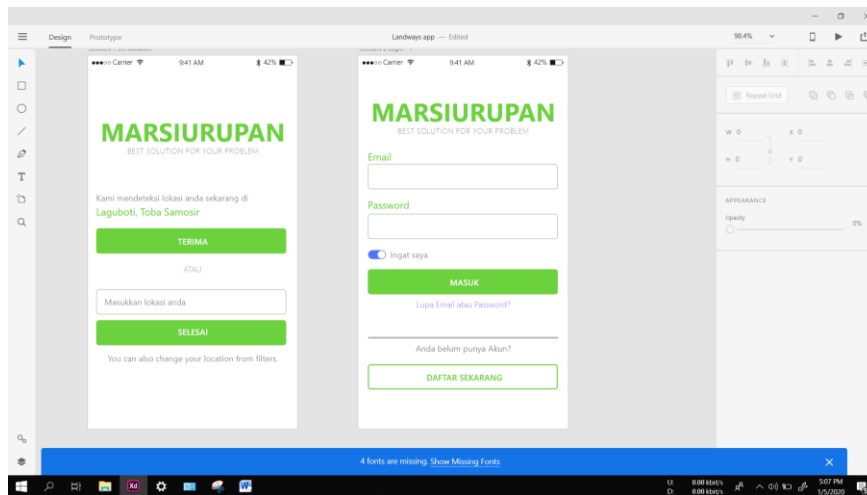 Design Prototype Landways app — Edited 98.4%
●●●○○ Carrier 9:41 AM 42%
MARSIURUPAN
BEST SOLUTION FOR YOUR PROBLEM
Kami mendeteksi lokasi anda sekarang di
Laguboti, Toba Samosir
TERIMA
ATAU
Masukkan lokasi anda
SELESAI
You can also change your location from filters.
●●●○○ Carrier 9:41 AM 42%
MARSIURUPAN
BEST SOLUTION FOR YOUR PROBLEM
Email
Password
Ingat saya
MASUK
Lupa Email atau Password?
Anda belum punya Akun?
DAFTAR SEKARANG
Repeat Grid
W 0 X 0
H 0 Y 0
APPEARANCE
Opacity
0%
T
4 fonts are missing. Show Missing Fonts
Xd
W
U: 0.00 kbit/s
D: 0.00 kbit/s
5:07 PM
1/5/2020